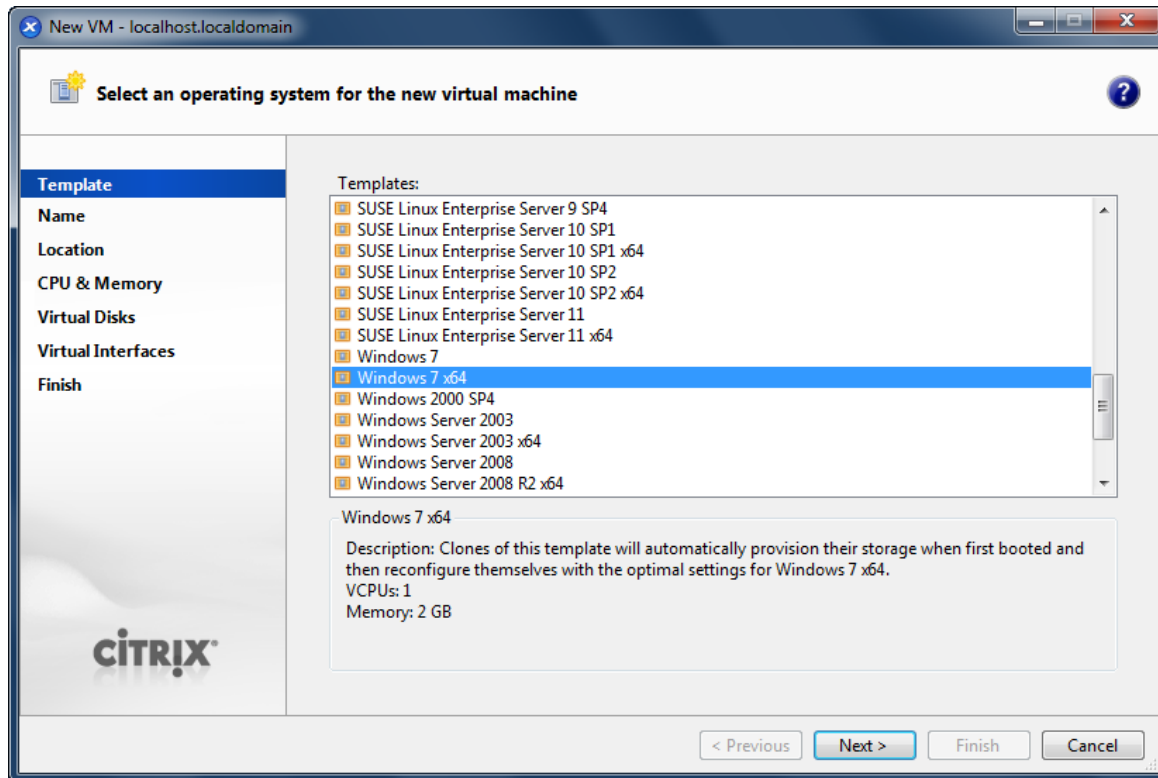 New VM - localhost.localdomain
Select an operating system for the new virtual machine
?
Template
Name
Location
CPU & Memory
Virtual Disks
Virtual Interfaces
Finish
CITRIX®
Templates:
SUSE Linux Enterprise Server 9 SP4
SUSE Linux Enterprise Server 10 SP1
SUSE Linux Enterprise Server 10 SP1 x64
SUSE Linux Enterprise Server 10 SP2
SUSE Linux Enterprise Server 10 SP2 x64
SUSE Linux Enterprise Server 11
SUSE Linux Enterprise Server 11 x64
Windows 7
Windows 7 x64
Windows 2000 SP4
Windows Server 2003
Windows Server 2003 x64
Windows Server 2008
Windows Server 2008 R2 x64
Windows 7 x64
Description: Clones of this template will automatically provision their storage when first booted and
then reconfigure themselves with the optimal settings for Windows 7 x64.
VCPUs: 1
Memory: 2 GB
< Previous
Next >
Finish
Cancel